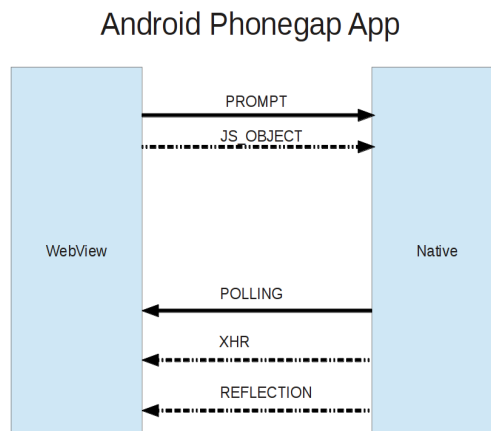 Android Phonegap App
PROMPT
JS_OBJECT
WebView
Native
POLLING
XHR
REFLECTION